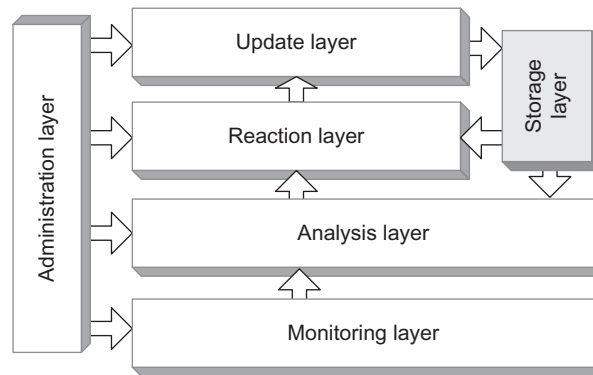 Administration layer
Update layer
Storage
layer
Reaction layer
Analysis layer
Monitoring layer